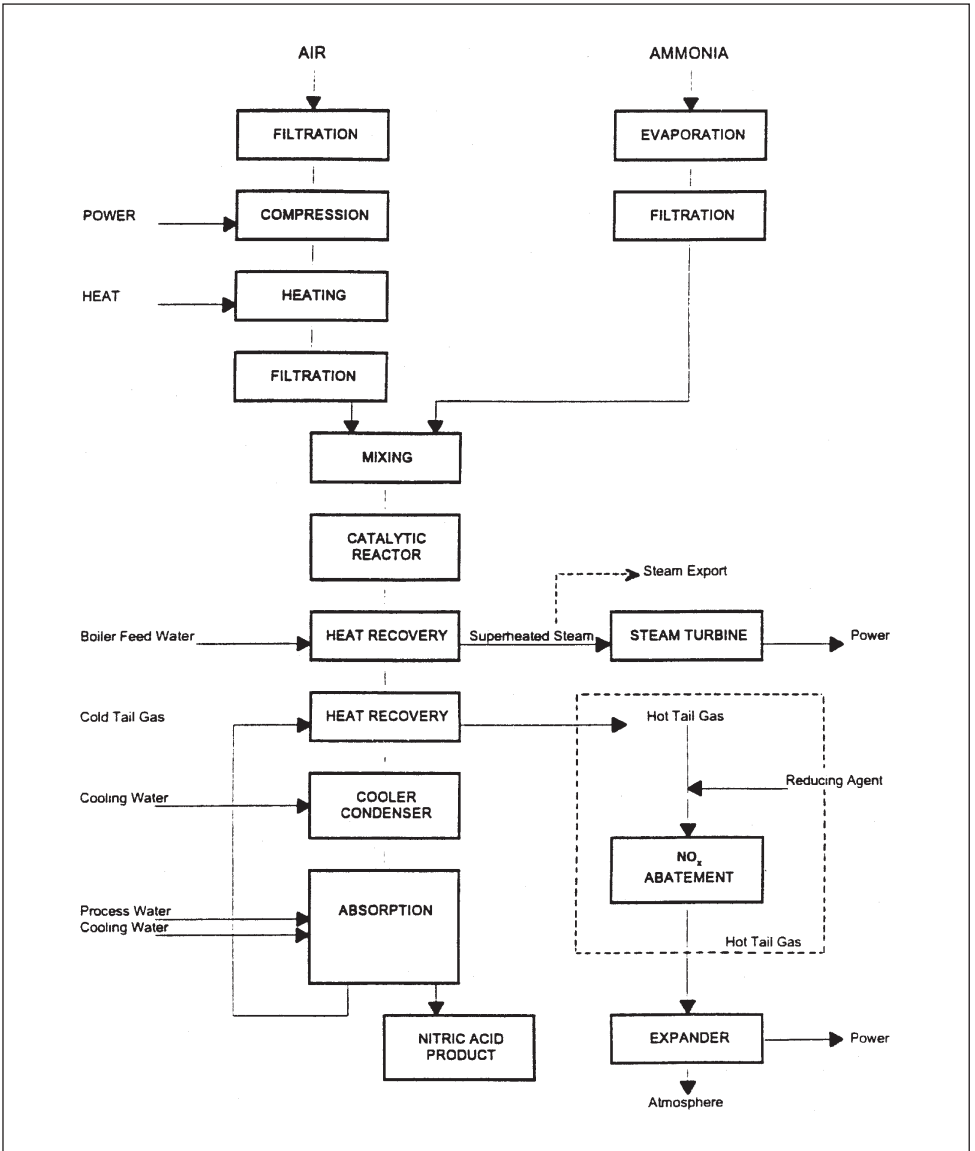 AIR
AMMONIA
FILTRATION
EVAPORATION
POWER
COMPRESSION
FILTRATION
HEAT
HEATING
FILTRATION
MIXING
CATALYTIC
REACTOR
Steam Export
Boiler Feed Water
HEAT RECOVERY
Superheated Steam
STEAM TURBINE
Power
Cold Tail Gas
HEAT RECOVERY
Hot Tail Gas
Reducing Agent
Cooling Water
COOLER
CONDENSER
NOx
ABATEMENT
Process Water
Cooling Water
ABSORPTION
Hot Tail Gas
NITRIC ACID
PRODUCT
EXPANDER
Power
Atmosphere